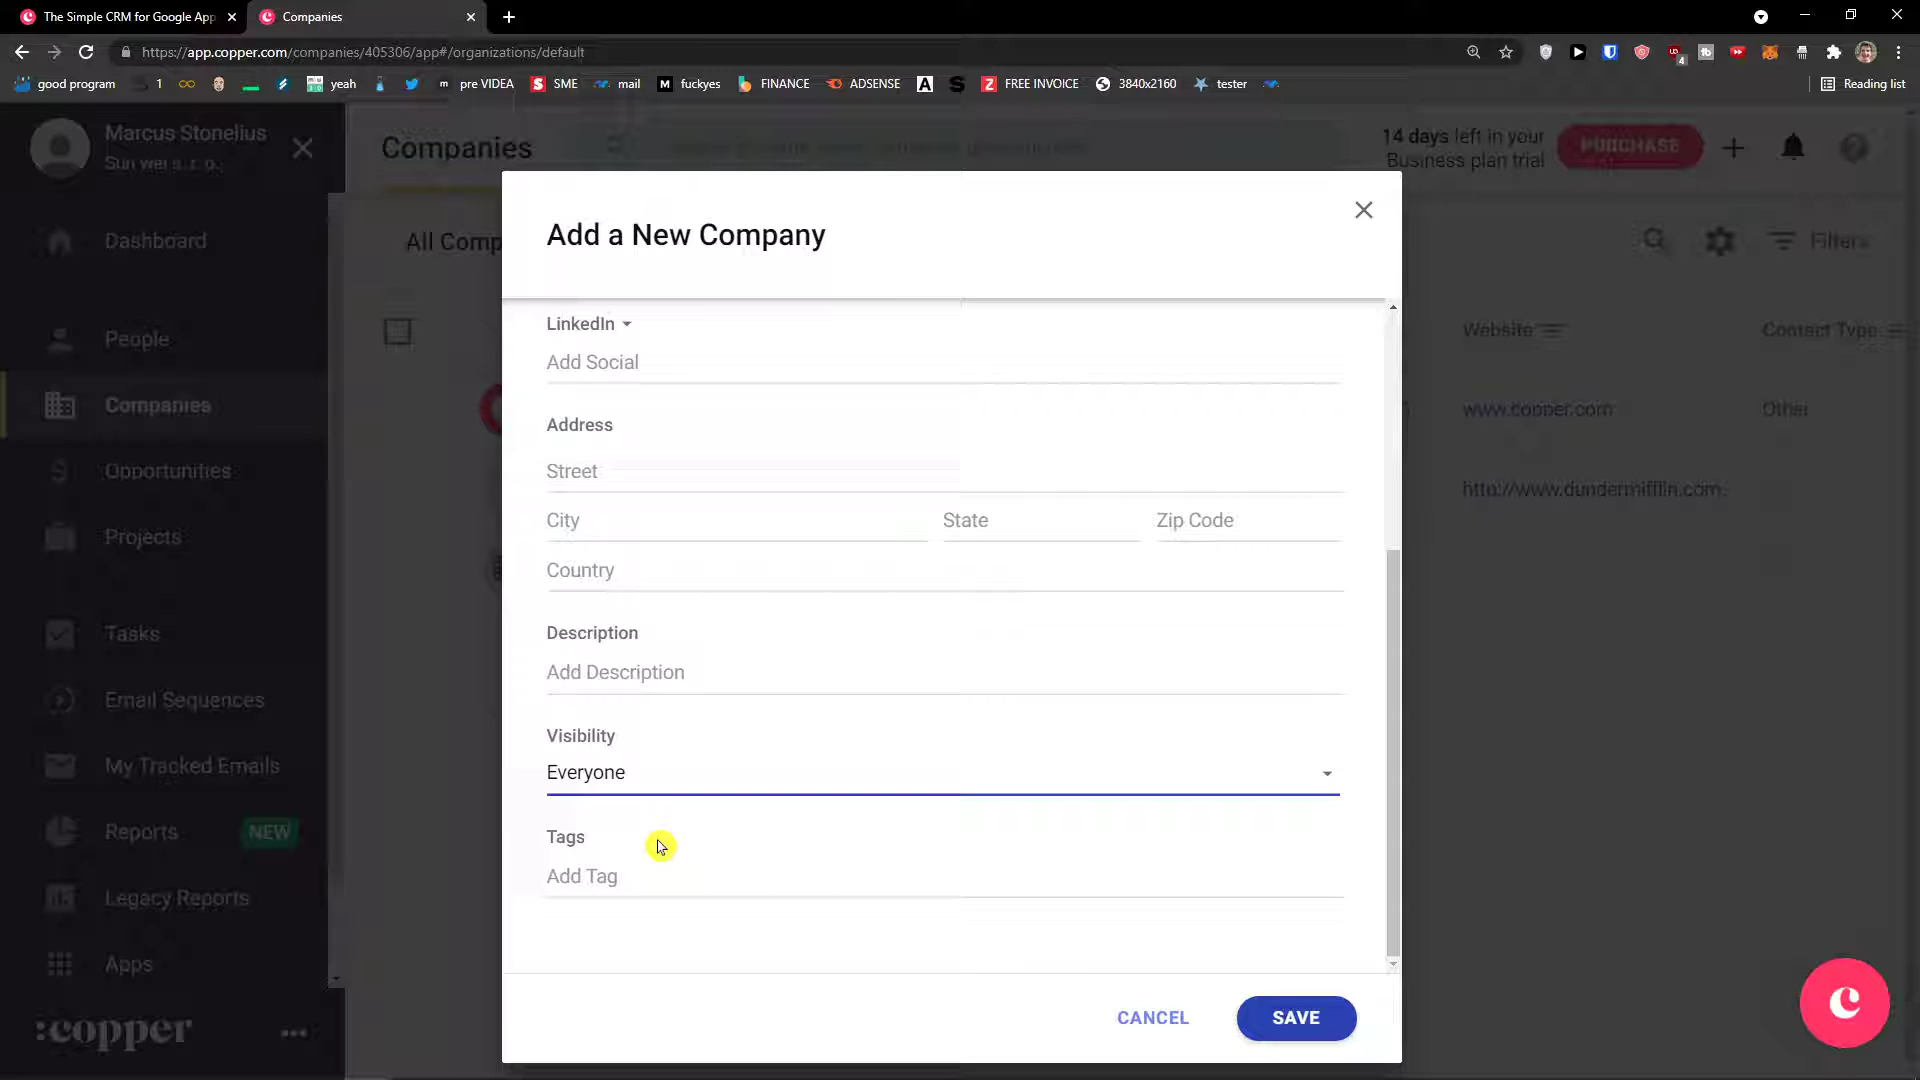 The Simple CRM for Google App
Companies
https://app.copper.com/companies/405306/app#/organizations/default
4
good program
1
yeah
pre VIDEA
SME
mail
fuckyes
FINANCE
ADSENSE
FREE INVOICE
3840x2160
tester
Reading list
Marcus Stonelius
Sun wei s. r. o.
Companies
14 days left in your
Business plan trial
PURCHASE
Dashboard
People
Companies
Opportunities
Projects
Tasks
Email Sequences
My Tracked Emails
Reports NEW
Legacy Reports
Apps
:copper
All Comp
Filters
Website
Contact Type
www.copper.com
Other
http://www.dundermifflin.com
Add a New Company
LinkedIn
Add Social
Address
Street
City State Zip Code
Country
Description
Add Description
Visibility
Everyone
Tags
Add Tag
CANCEL SAVE